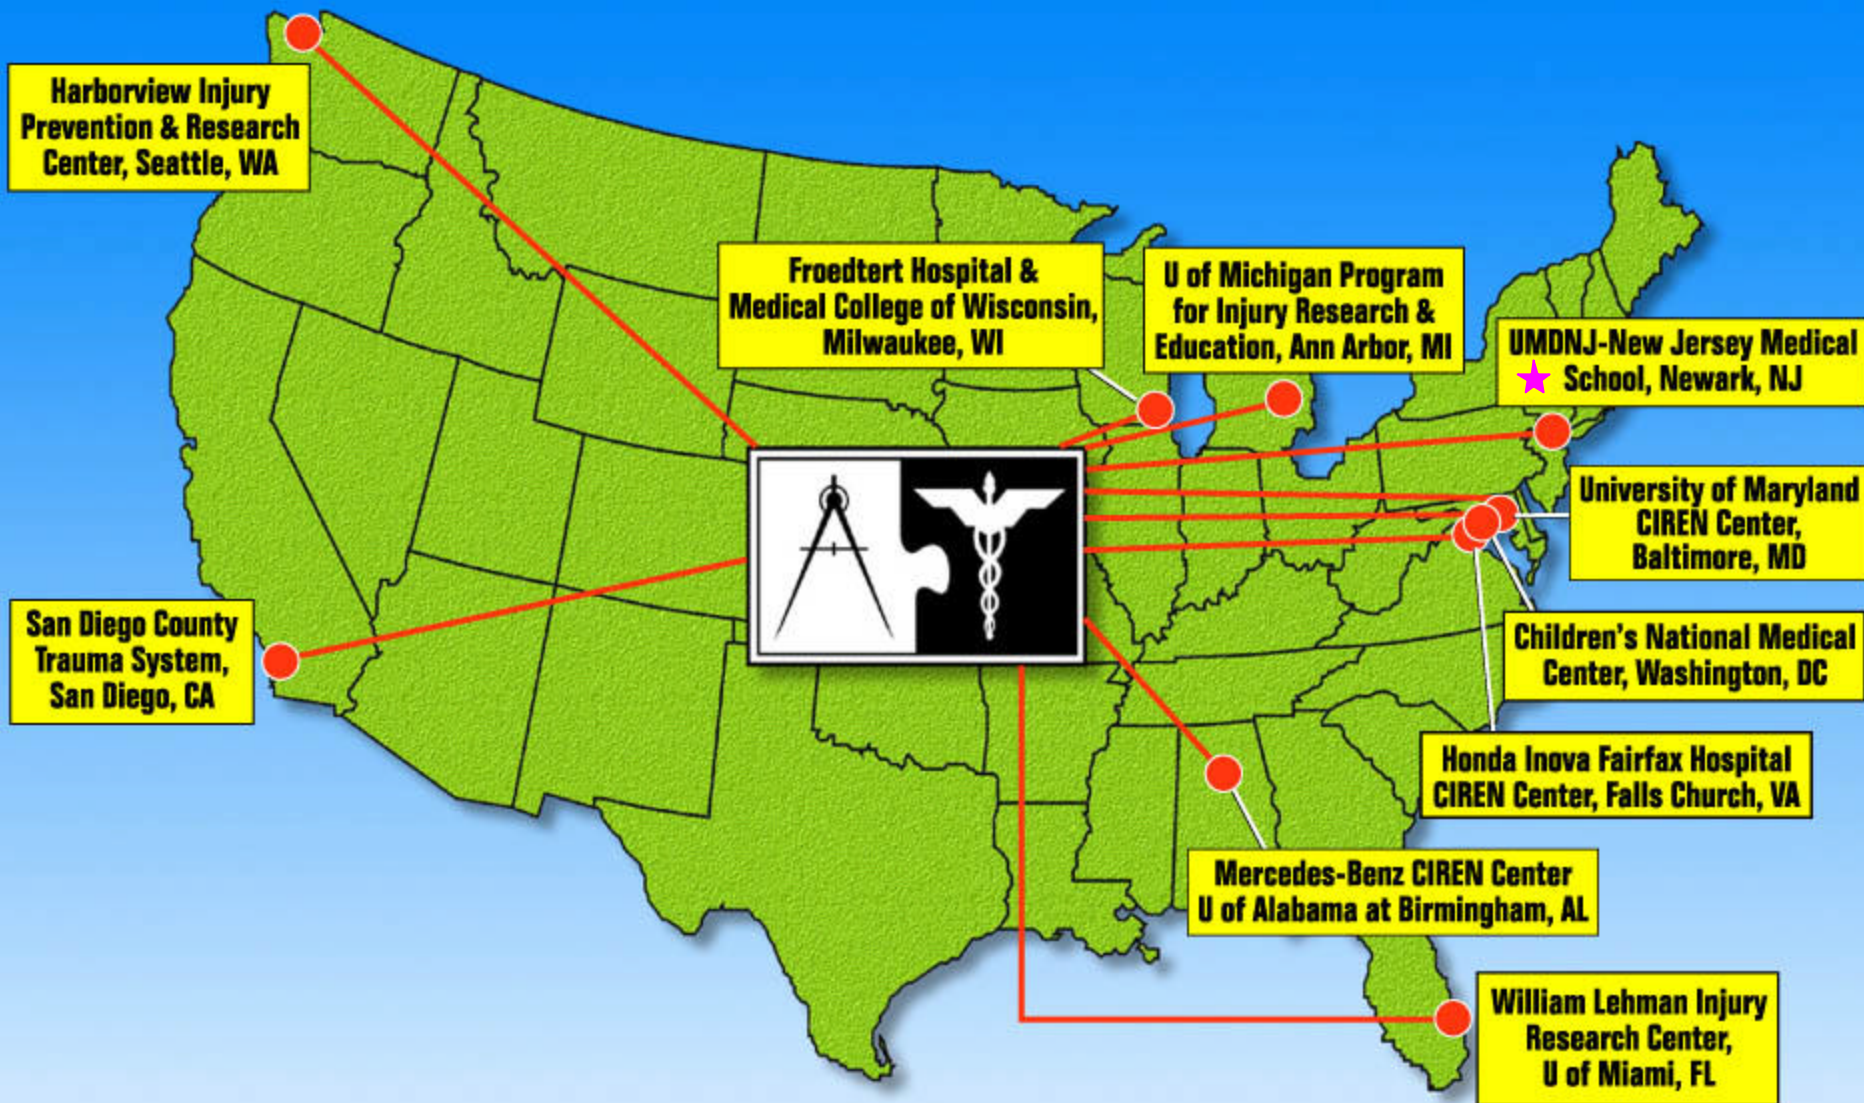 Harborview Injury
Prevention & Research
Center, Seattle, WA
Froedtert Hospital &
Medical College of Wisconsin,
Milwaukee, WI
U of Michigan Program
for Injury Research &
Education, Ann Arbor, MI
UMDNJ-New Jersey Medical
School, Newark, NJ
University of Maryland
CIREN Center,
Baltimore, MD
San Diego County
Trauma System,
San Diego, CA
Children's National Medical
Center, Washington, DC
Honda Inova Fairfax Hospital
CIREN Center, Falls Church, VA
Mercedes-Benz CIREN Center
U of Alabama at Birmingham, AL
William Lehman Injury
Research Center,
U of Miami, FL